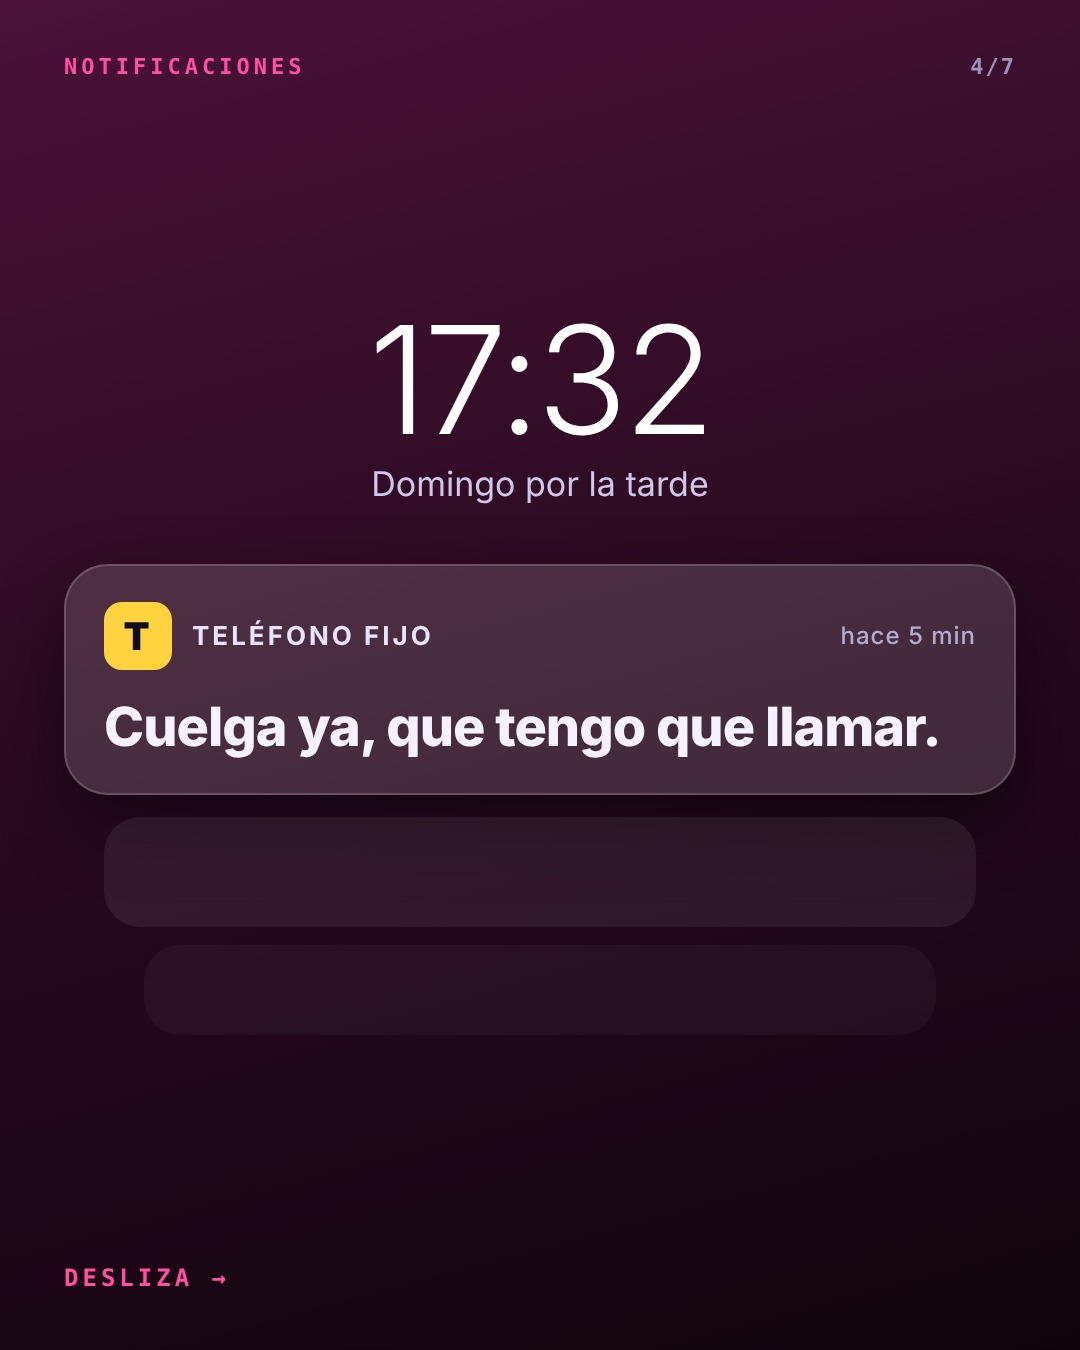 NOTIFICACIONES
4/7
17:32
Domingo por la tarde
T
TELÉFONO FIJO
hace 5 min
Cuelga ya, que tengo que llamar.
DESLIZA →